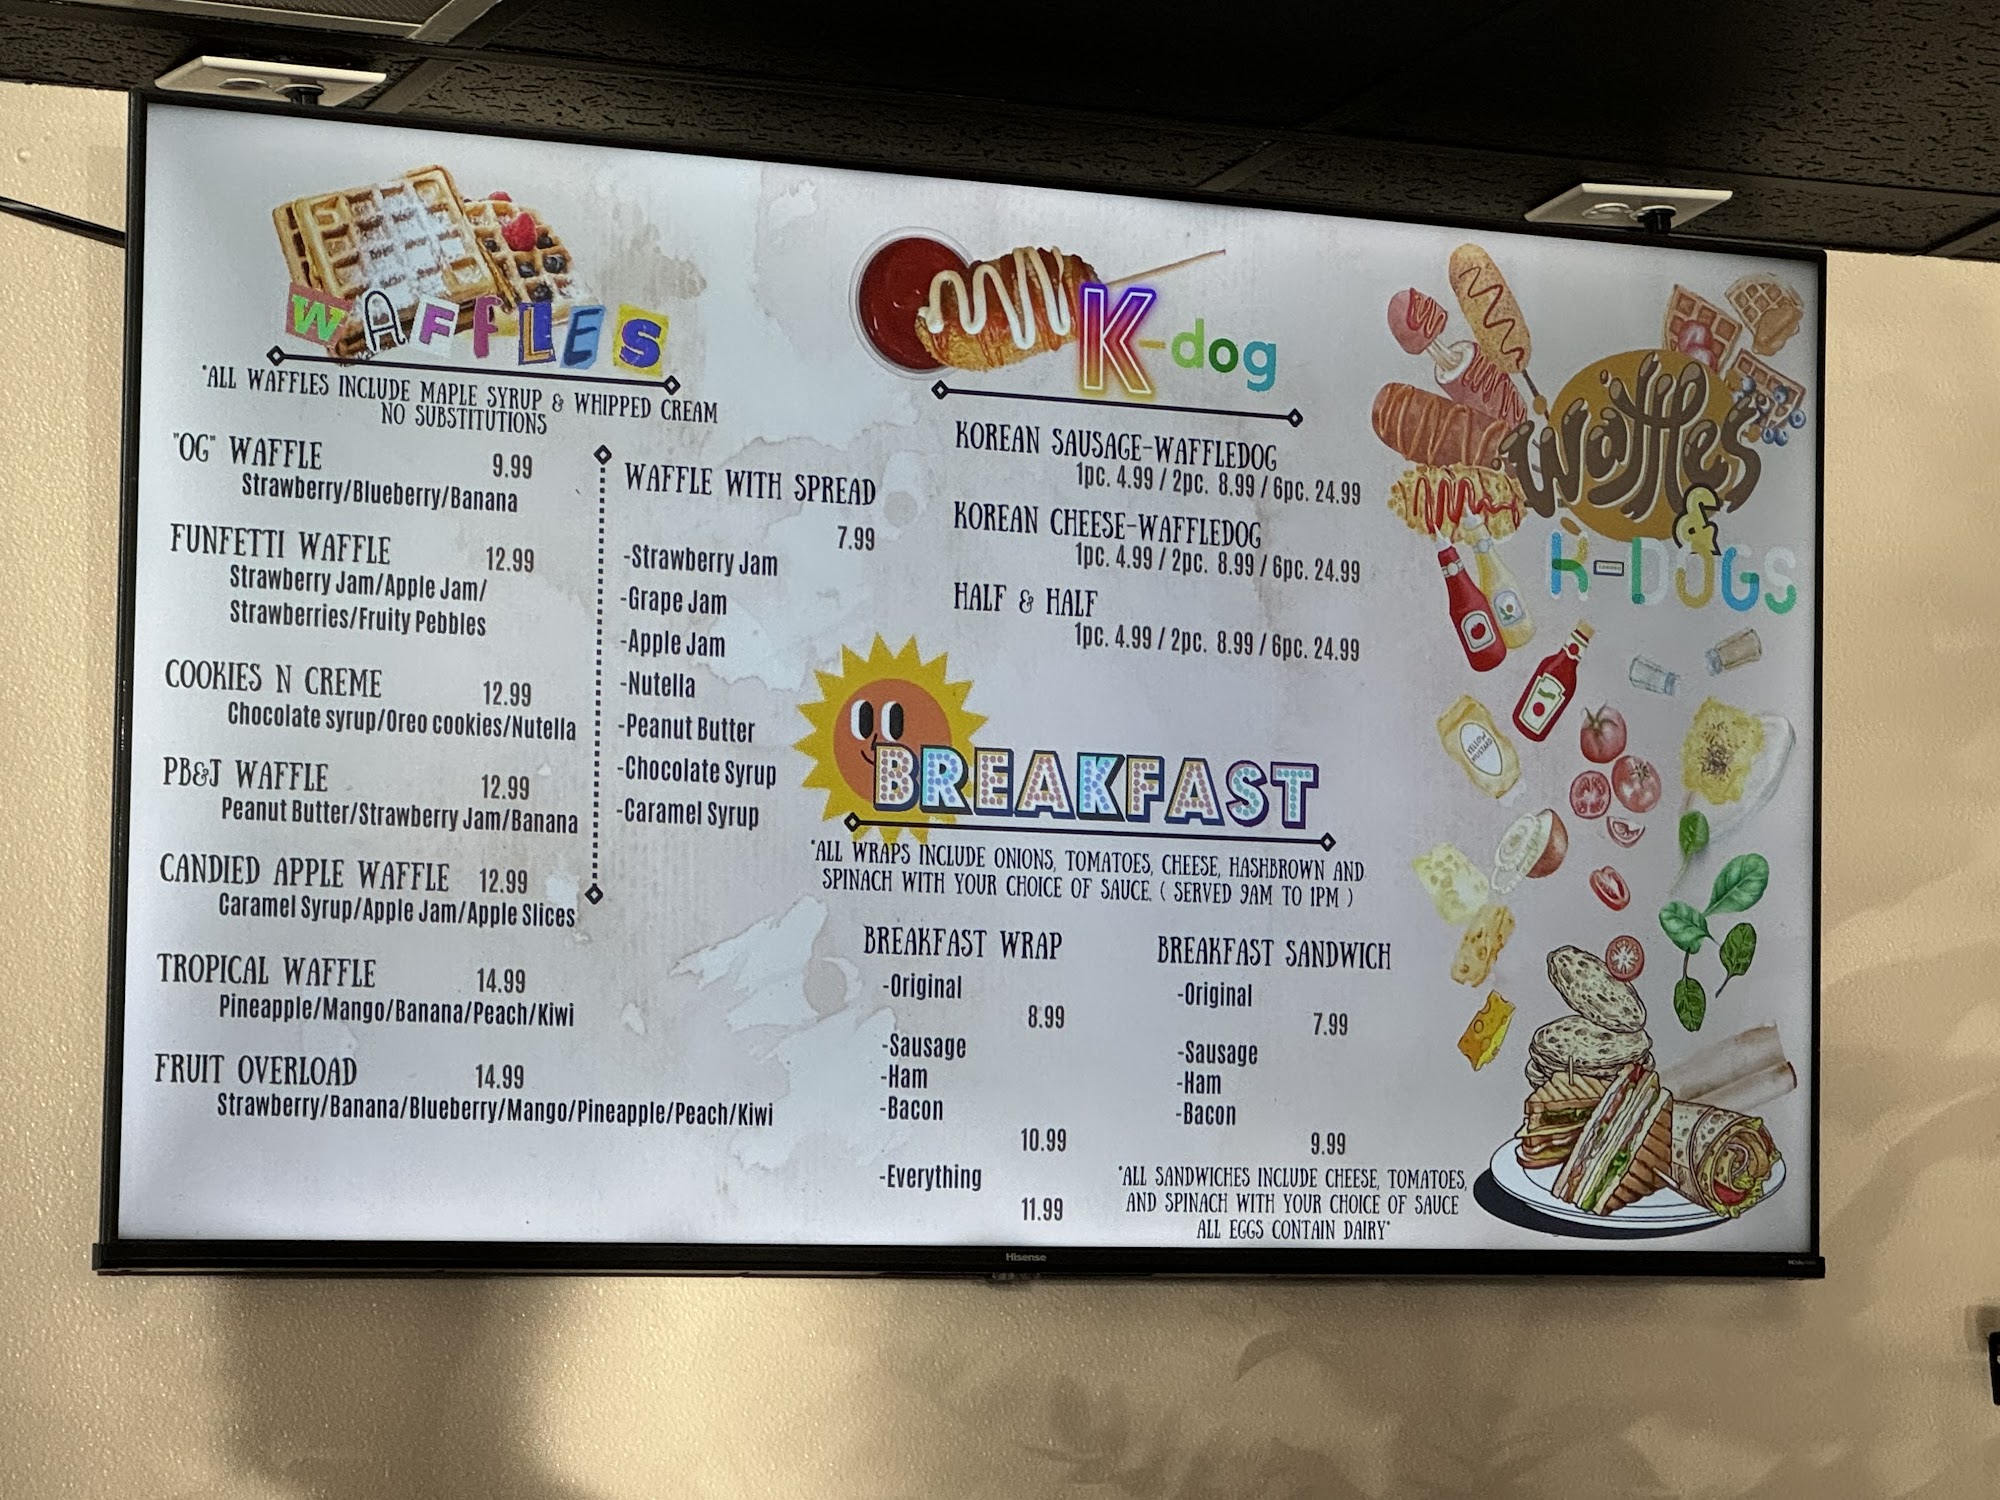 WAFFLES
*ALL WAFFLES INCLUDE MAPLE SYRUP & WHIPPED CREAM
NO SUBSTITUTIONS
"OG" WAFFLE 9.99
Strawberry/Blueberry/Banana
FUNFETTI WAFFLE 12.99
Strawberry Jam/Apple Jam/
Strawberries/Fruity Pebbles
COOKIES N CREME 12.99
Chocolate syrup/Oreo cookies/Nutella
PB&J WAFFLE 12.99
Peanut Butter/Strawberry Jam/Banana
CANDIED APPLE WAFFLE 12.99
Caramel Syrup/Apple Jam/Apple Slices
TROPICAL WAFFLE 14.99
Pineapple/Mango/Banana/Peach/Kiwi
FRUIT OVERLOAD 14.99
Strawberry/Banana/Blueberry/Mango/Pineapple/Peach/Kiwi
WAFFLE WITH SPREAD
7.99
-Strawberry Jam
-Grape Jam
-Apple Jam
-Nutella
-Peanut Butter
-Chocolate Syrup
-Caramel Syrup
K-dog
KOREAN SAUSAGE-WAFFLEDOG
1pc. 4.99 / 2pc. 8.99 / 6pc. 24.99
KOREAN CHEESE-WAFFLEDOG
1pc. 4.99 / 2pc. 8.99 / 6pc. 24.99
HALF & HALF
1pc. 4.99 / 2pc. 8.99 / 6pc. 24.99
BREAKFAST
*ALL WRAPS INCLUDE ONIONS, TOMATOES, CHEESE, HASHBROWN AND
SPINACH WITH YOUR CHOICE OF SAUCE. ( SERVED 9AM TO 1PM )
BREAKFAST WRAP
-Original
8.99
-Sausage
-Ham
-Bacon
10.99
-Everything
11.99
BREAKFAST SANDWICH
-Original
7.99
-Sausage
-Ham
-Bacon
9.99
*ALL SANDWICHES INCLUDE CHEESE, TOMATOES,
AND SPINACH WITH YOUR CHOICE OF SAUCE
ALL EGGS CONTAIN DAIRY*
Waffles
&
K-DOGS
YELLOW
MUSTARD
Hisense